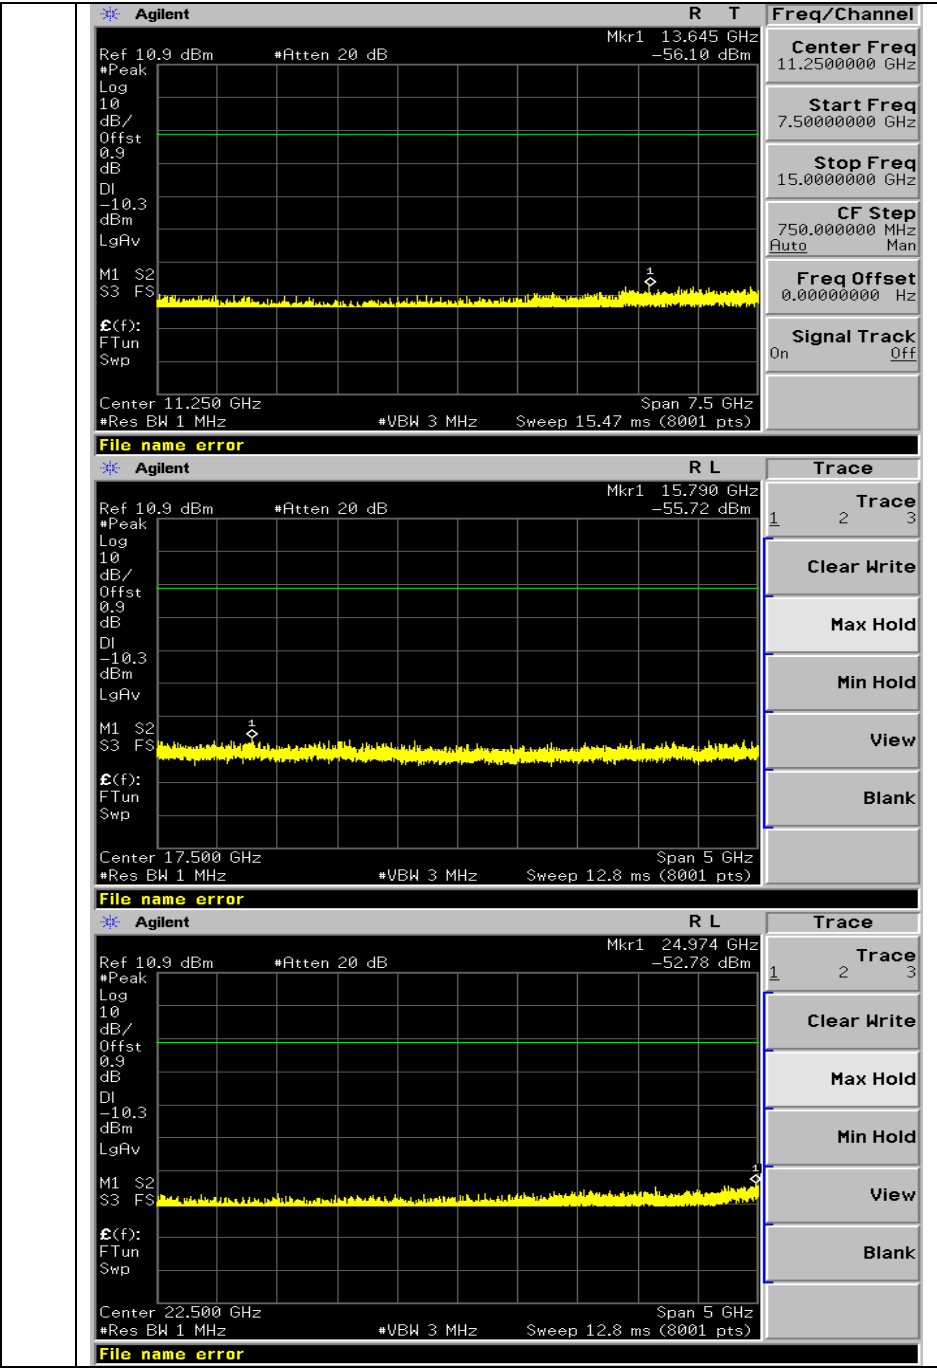 Agilent R T Freq/Channel
Mkr1 13.645 GHz
Ref 10.9 dBm #Atten 20 dB -56.10 dBm
#Peak
Log
10
dB/
Offst
0.9
dB
DI
-10.3
dBm
LgAv
M1 S2
S3 FS
£(f):
FTun
Swp
1
Center 11.250 GHz Span 7.5 GHz
#Res BW 1 MHz #VBW 3 MHz Sweep 15.47 ms (8001 pts)
File name error
Center Freq
11.2500000 GHz
Start Freq
7.50000000 GHz
Stop Freq
15.0000000 GHz
CF Step
750.000000 MHz
Auto Man
Freq Offset
0.00000000 Hz
Signal Track
On Off
Agilent R L Trace
Mkr1 15.790 GHz
Ref 10.9 dBm #Atten 20 dB -55.72 dBm
#Peak
Log
10
dB/
Offst
0.9
dB
DI
-10.3
dBm
LgAv
M1 S2
S3 FS
£(f):
FTun
Swp
1
Center 17.500 GHz Span 5 GHz
#Res BW 1 MHz #VBW 3 MHz Sweep 12.8 ms (8001 pts)
File name error
Trace
1 2 3
Clear Write
Max Hold
Min Hold
View
Blank
Agilent R L Trace
Mkr1 24.974 GHz
Ref 10.9 dBm #Atten 20 dB -52.78 dBm
#Peak
Log
10
dB/
Offst
0.9
dB
DI
-10.3
dBm
LgAv
M1 S2
S3 FS
£(f):
FTun
Swp
1
Center 22.500 GHz Span 5 GHz
#Res BW 1 MHz #VBW 3 MHz Sweep 12.8 ms (8001 pts)
File name error
Trace
1 2 3
Clear Write
Max Hold
Min Hold
View
Blank